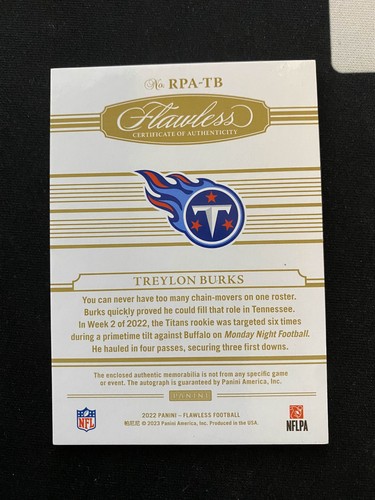 No. RPA-TB
Flawless
CERTIFICATE OF AUTHENTICITY
T
TREYLON BURKS
You can never have too many chain-movers on one roster.
Burks quickly proved he could fill that role in Tennessee.
In Week 2 of 2022, the Titans rookie was targeted six times
during a primetime tilt against Buffalo on Monday Night Football.
He hauled in four passes, securing three first downs.
The enclosed authentic memorabilia is not from any specific game
or event. The autograph is guaranteed by Panini America, Inc.
PANINI
NFL
2022 PANINI – FLAWLESS FOOTBALL
帕尼尼 © 2023 Panini America, Inc. Produced in the USA.
NFLPA